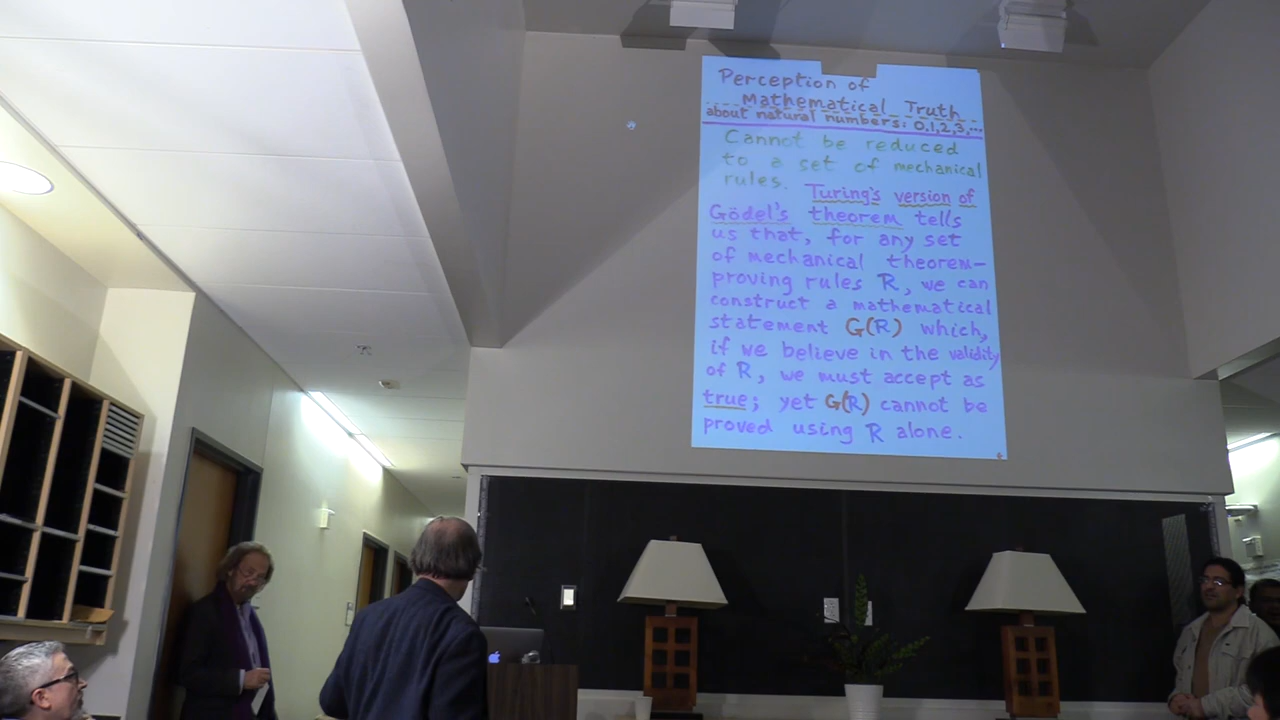 Perception of
Mathematical Truth
about natural numbers: 0,1,2,3,...
Cannot be reduced
to a set of mechanical
rules. Turing's version of
Gödel's theorem tells
us that, for any set
of mechanical theorem-
proving rules R, we can
construct a mathematical
statement G(R) which,
if we believe in the validity
of R, we must accept as
true; yet G(R) cannot be
proved using R alone.